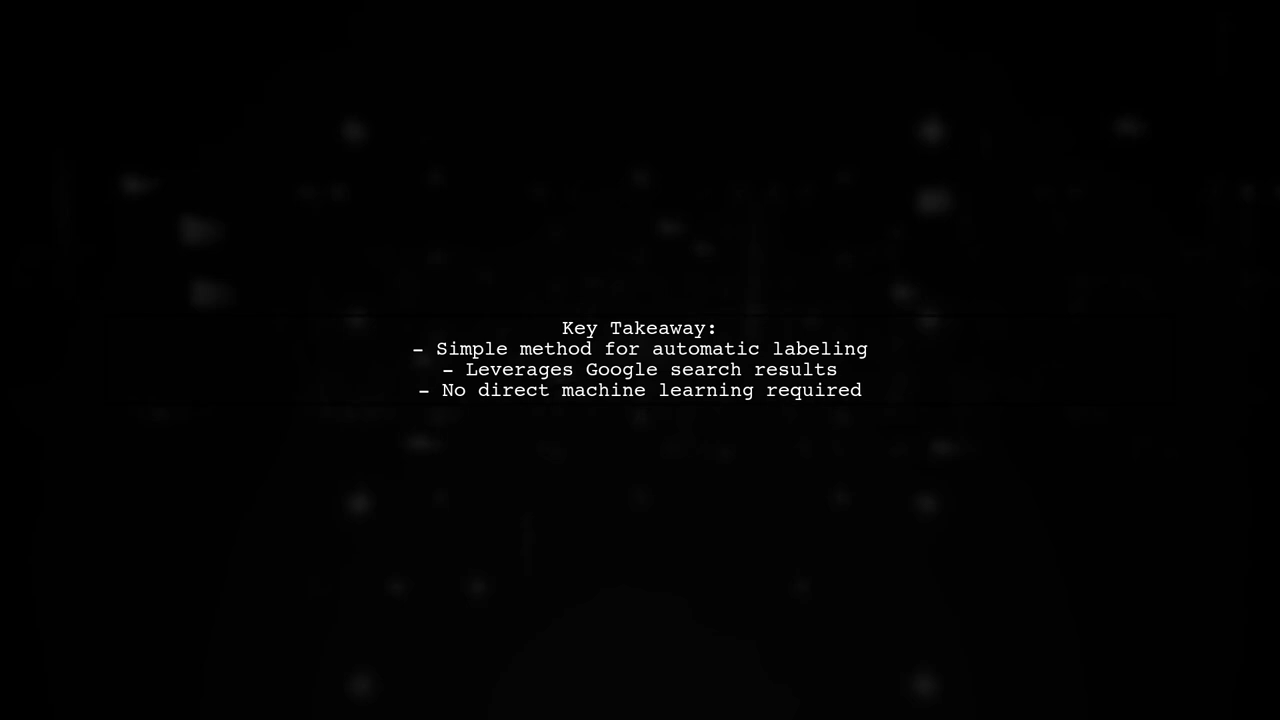 Key Takeaway:
– Simple method for automatic labeling
– Leverages Google search results
– No direct machine learning required